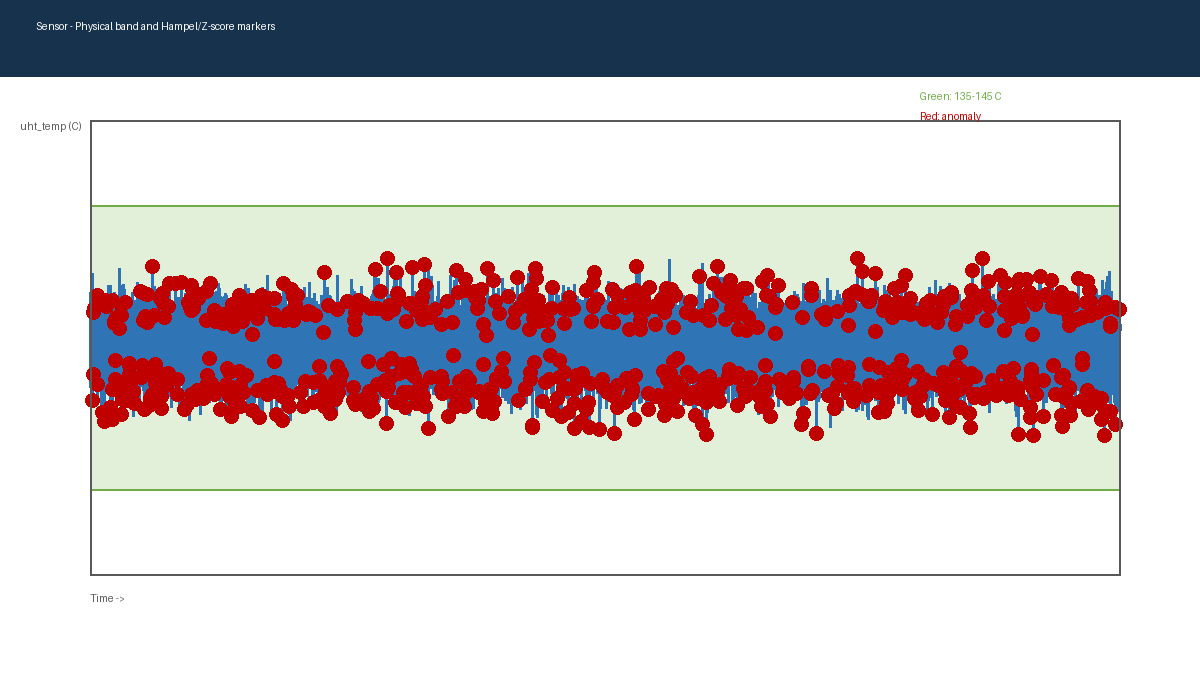 Sensor - Physical band and Hampel/Z-score markers
Green: 135-145 C
Red: anomaly
uht_temp (C)
Time ->